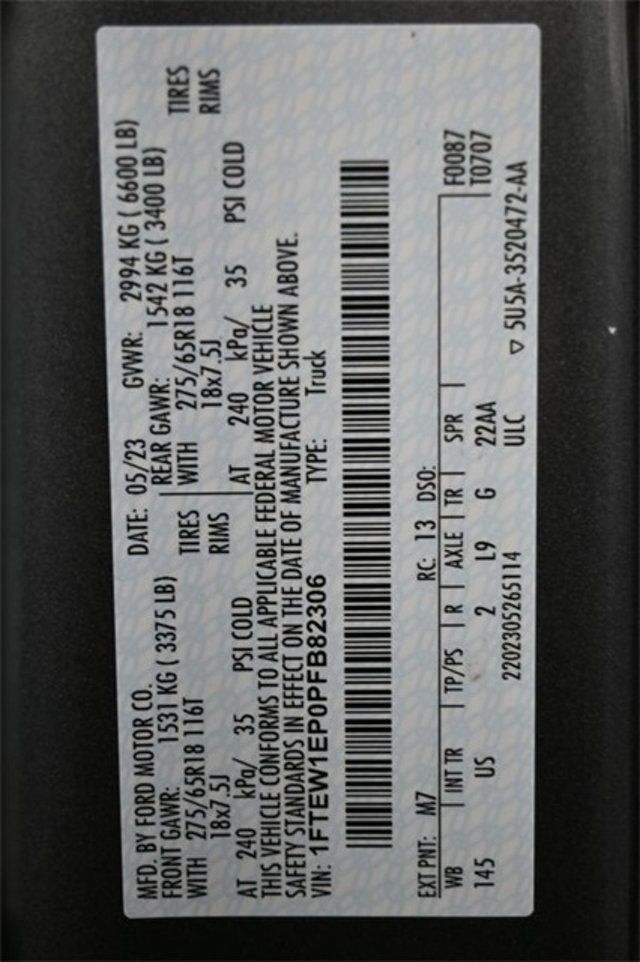 MFD. BY FORD MOTOR CO. DATE: 05/23 GVWR: 2994 KG ( 6600 LB)
FRONT GAWR: 1531 KG ( 3375 LB) REAR GAWR: 1542 KG ( 3400 LB)
WITH 275/65R18 116T TIRES WITH 275/65R18 116T TIRES
18x7.5J RIMS 18x7.5J RIMS
AT 240 kPa/ 35 PSI COLD AT 240 kPa/ 35 PSI COLD
THIS VEHICLE CONFORMS TO ALL APPLICABLE FEDERAL MOTOR VEHICLE
SAFETY STANDARDS IN EFFECT ON THE DATE OF MANUFACTURE SHOWN ABOVE.
VIN: 1FTEW1EP0PFB82306 TYPE: Truck
EXT PNT: M7 RC: 13 DSO: F0087
WB INT TR TP/PS R AXLE TR SPR T0707
145 US 2 L9 G 22AA
2202305265114 ULC ▽ 5U5A-3520472-AA